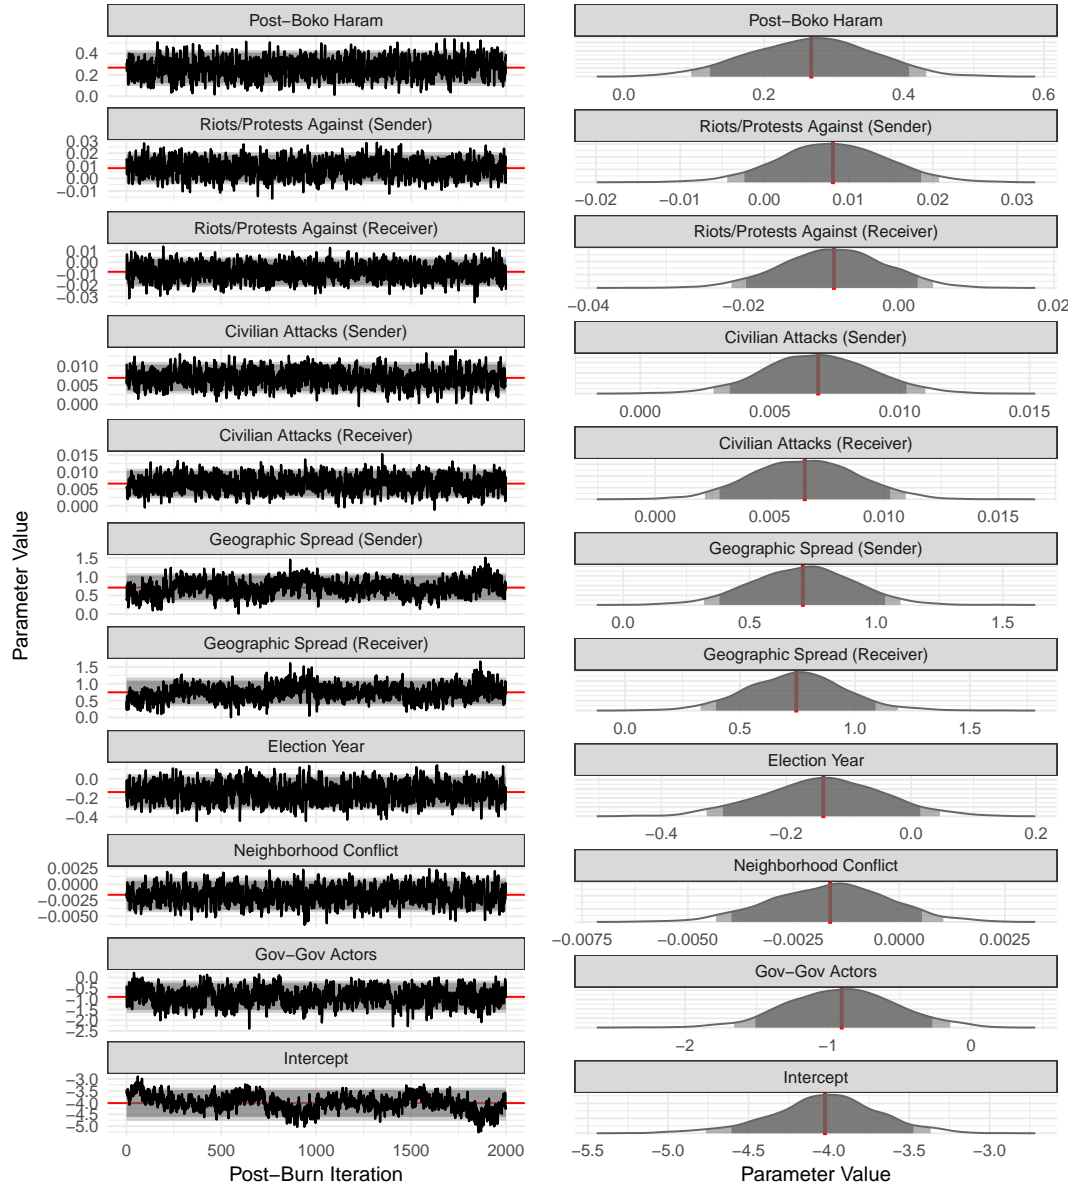 Post−Boko Haram
0.4
0.2
0.0
Riots/Protests Against (Sender)
0.03
0.02
0.01
0.00
−0.01
Riots/Protests Against (Receiver)
0.01
0.00
−0.01
−0.02
−0.03
Civilian Attacks (Sender)
0.010
0.005
0.000
Civilian Attacks (Receiver)
0.015
0.010
0.005
0.000
Geographic Spread (Sender)
1.5
1.0
0.5
0.0
Geographic Spread (Receiver)
1.5
1.0
0.5
0.0
Election Year
0.0
−0.2
−0.4
Neighborhood Conflict
0.0025
0.0000
−0.0025
−0.0050
Gov−Gov Actors
0.0
−0.5
−1.0
−1.5
−2.0
−2.5
Intercept
−3.0
−3.5
−4.0
−4.5
−5.0
0 500 1000 1500 2000
Post−Burn Iteration
Parameter Value
Post−Boko Haram
0.0 0.2 0.4 0.6
Riots/Protests Against (Sender)
−0.02 −0.01 0.00 0.01 0.02 0.03
Riots/Protests Against (Receiver)
−0.04 −0.02 0.00 0.02
Civilian Attacks (Sender)
0.000 0.005 0.010 0.015
Civilian Attacks (Receiver)
0.000 0.005 0.010 0.015
Geographic Spread (Sender)
0.0 0.5 1.0 1.5
Geographic Spread (Receiver)
0.0 0.5 1.0 1.5
Election Year
−0.4 −0.2 0.0 0.2
Neighborhood Conflict
−0.0075 −0.0050 −0.0025 0.0000 0.0025
Gov−Gov Actors
−2 −1 0
Intercept
−5.5 −5.0 −4.5 −4.0 −3.5 −3.0
Parameter Value